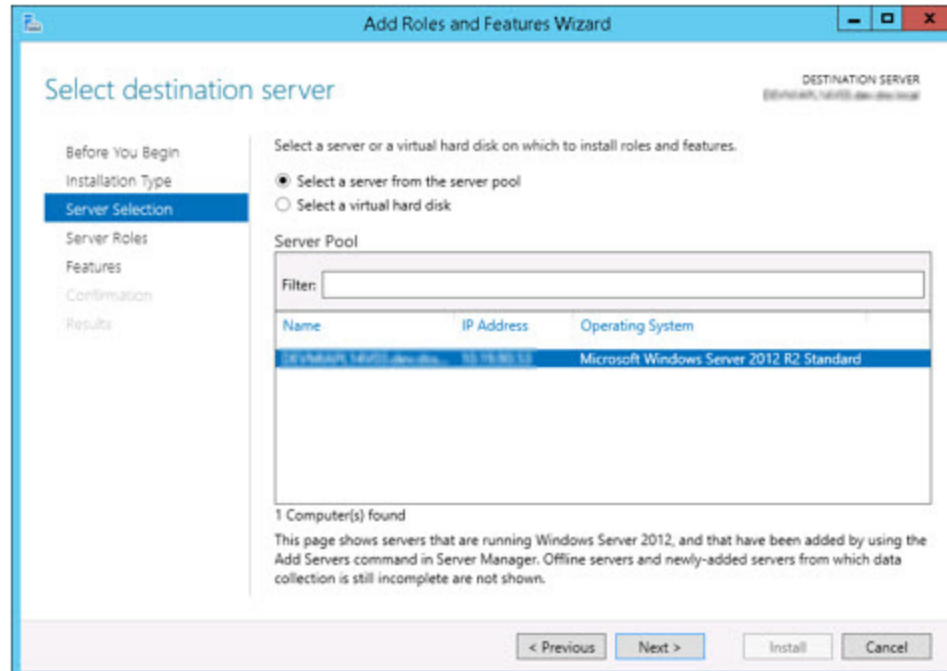 Add Roles and Features Wizard
Select destination server
DESTINATION SERVER
Before You Begin
Installation Type
Server Selection
Server Roles
Features
Confirmation
Results
Select a server or a virtual hard disk on which to install roles and features.
Select a server from the server pool
Select a virtual hard disk
Server Pool
Filter:
Name IP Address Operating System
Microsoft Windows Server 2012 R2 Standard
1 Computer(s) found
This page shows servers that are running Windows Server 2012, and that have been added by using the
Add Servers command in Server Manager. Offline servers and newly-added servers from which data
collection is still incomplete are not shown.
< Previous Next > Install Cancel